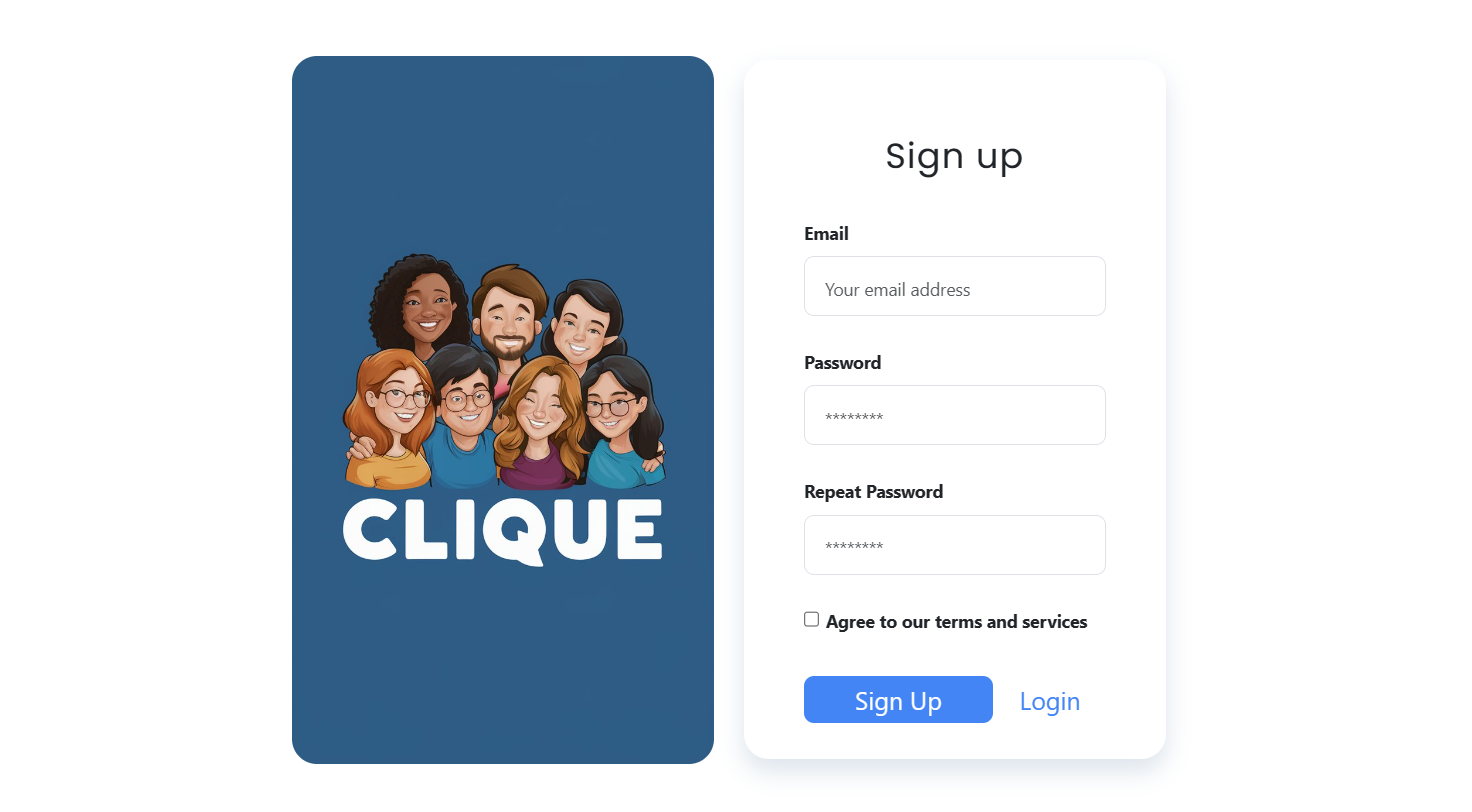 CLIQUE
Sign up
Email
Your email address
Password
********
Repeat Password
********
Agree to our terms and services
Sign Up
Login